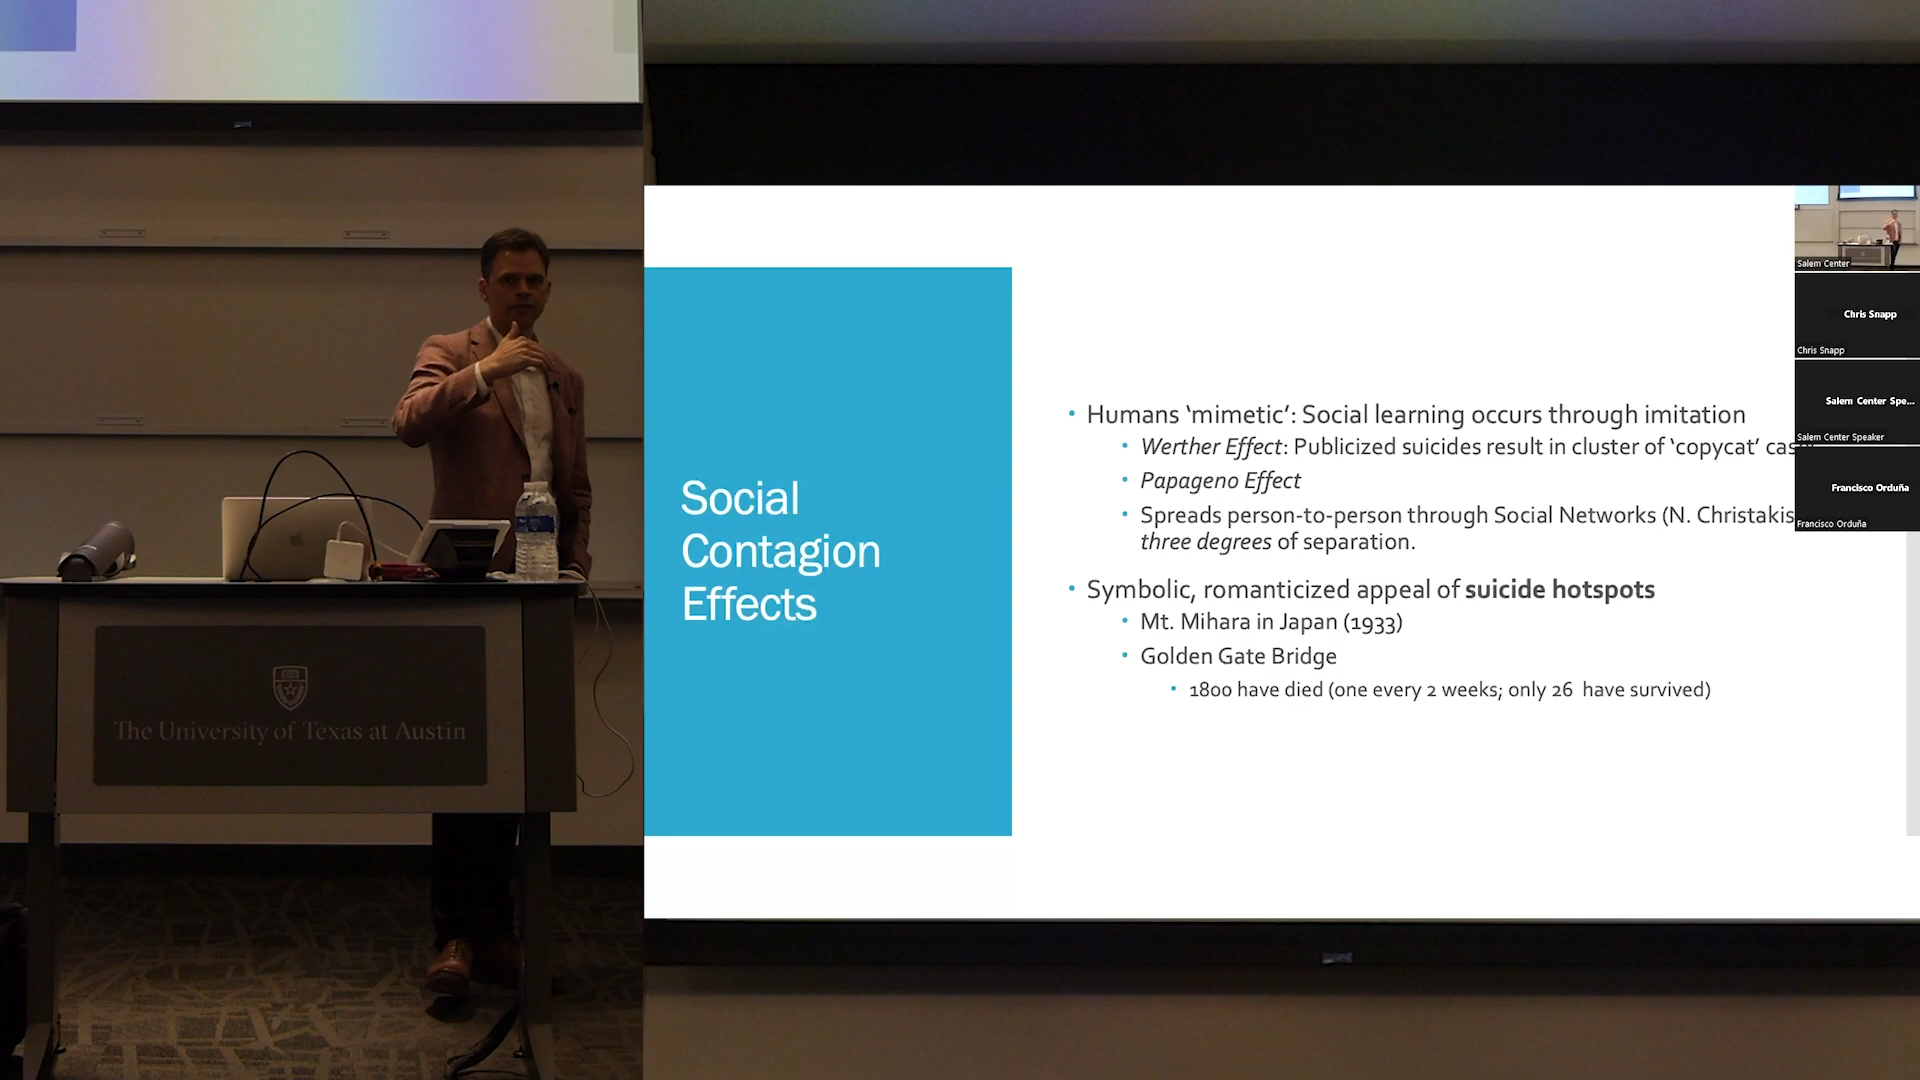 Social
Contagion
Effects
• Humans ‘mimetic’: Social learning occurs through imitation
• Werther Effect: Publicized suicides result in cluster of ‘copycat’
• Papageno Effect
• Spreads person-to-person through Social Networks (N. Christakis
three degrees of separation.
• Symbolic, romanticized appeal of suicide hotspots
• Mt. Mihara in Japan (1933)
• Golden Gate Bridge
• 1800 have died (one every 2 weeks; only 26 have survived)
Salem Center
Chris Snapp
Chris Snapp
Salem Center Spe...
Salem Center Speaker
Francisco Orduña
Francisco Orduña
The University of Texas at Austin